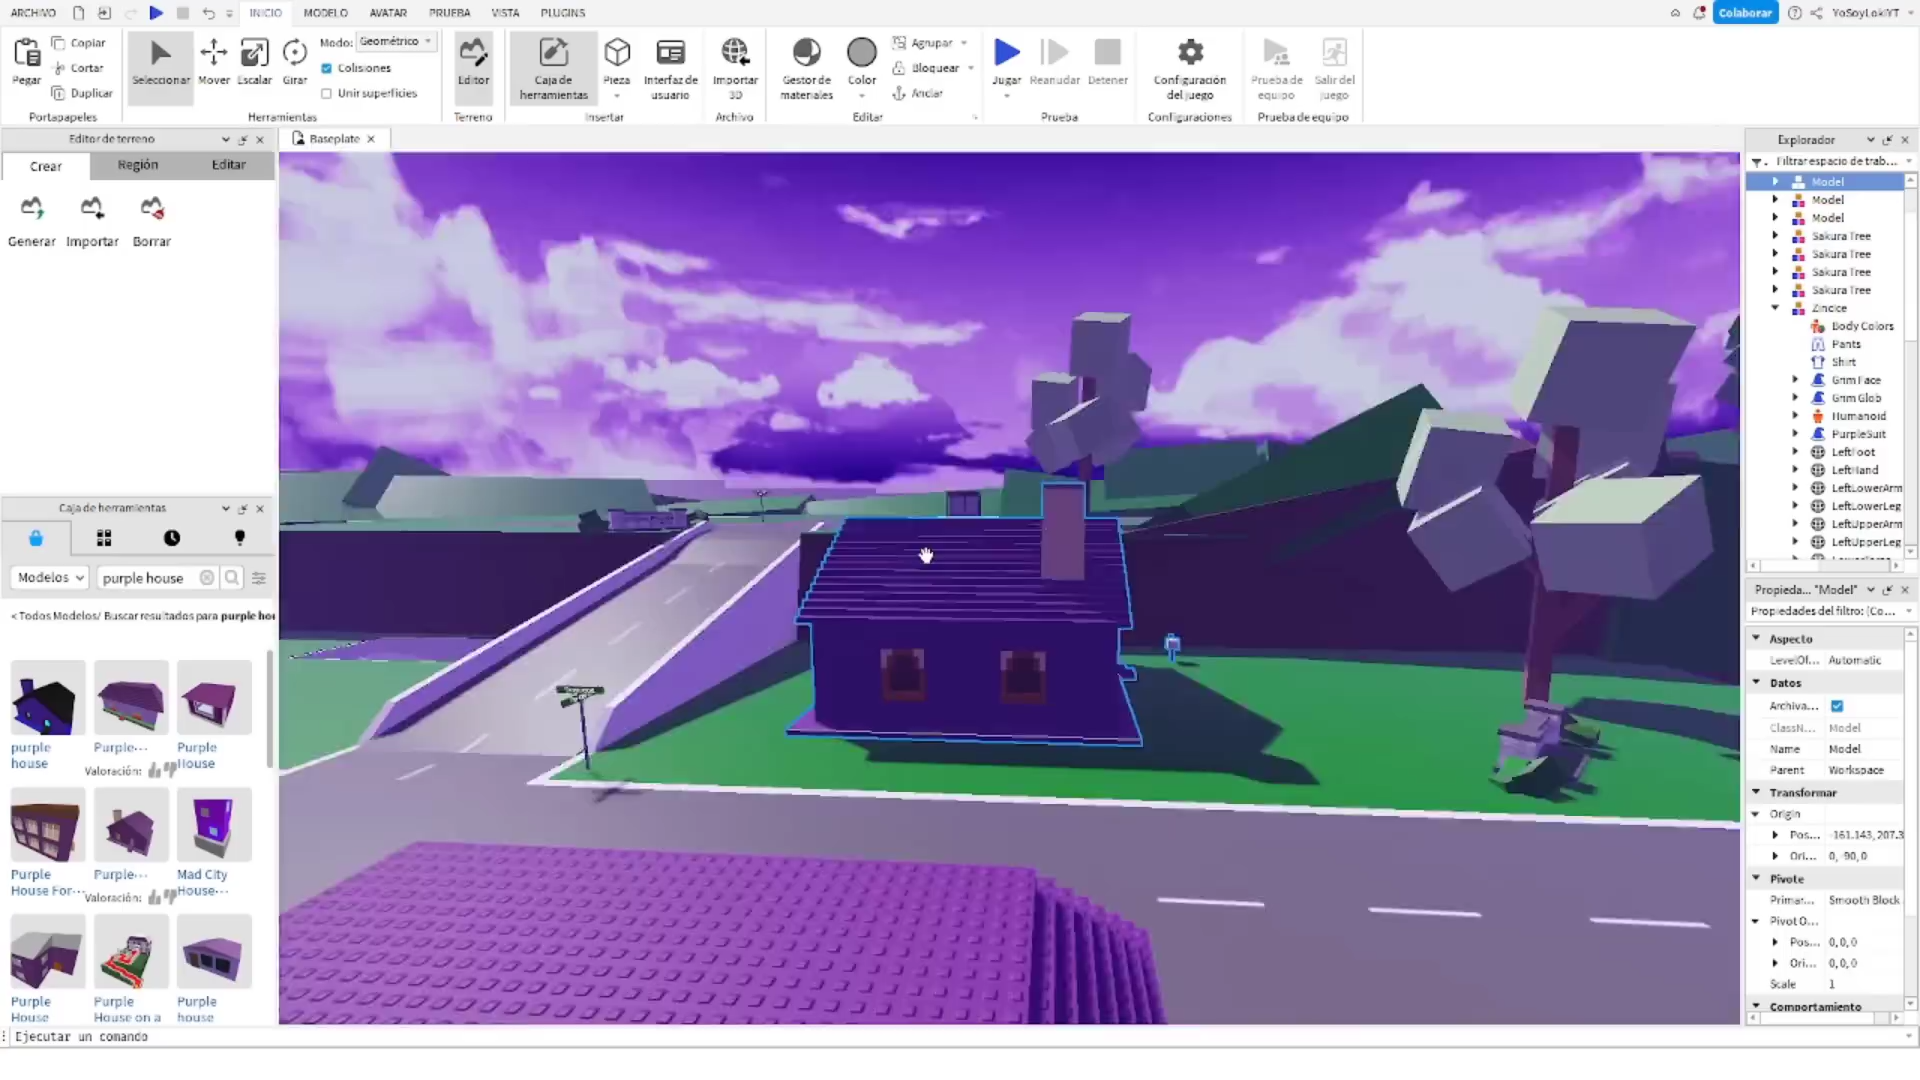 ARCHIVO INICIO MODELO AVATAR PRUEBA VISTA PLUGINS Colaborar YoSoyLokiYT
Pegar Copiar Cortar Duplicar
Seleccionar Mover Escalar Girar
Modo: Geométrico
Colisiones
Unir superficies
Editor
Caja de herramientas
Pieza
Interfaz de usuario
Importar 3D
Gestor de materiales
Color
Agrupar
Bloquear
Anclar
Jugar Reanudar Detener
Configuración del juego
Prueba de equipo
Salir del juego
Portapapeles Herramientas Terreno Insertar Archivo Editar Prueba Configuraciones Prueba de equipo
Editor de terreno
Crear Región Editar
Generar Importar Borrar
Baseplate
Caja de herramientas
Modelos purple house
< Todos Modelos/ Buscar resultados para purple hou
purple house
Purple...
Purple House
Valoración:
Purple House For...
Purple...
Mad City House...
Valoración:
Purple House
Purple House on a
Purple house
Ejecutar un comando
Explorador
Filtrar espacio de trab...
Model
Model
Model
Sakura Tree
Sakura Tree
Sakura Tree
Sakura Tree
Zincice
Body Colors
Pants
Shirt
Grim Face
Grim Glob
Humanoid
PurpleSuit
LeftFoot
LeftHand
LeftLowerArm
LeftLowerLeg
LeftUpperArm
LeftUpperLeg
Propieda... "Model"
Propiedades del filtro: (Co...
Aspecto
LevelOf... Automatic
Datos
Archiva...
ClassN... Model
Name Model
Parent Workspace
Transformar
Origin
Pos... -161.143, 207.3
Ori... 0, -90, 0
Pivote
Primar... Smooth Block
Pivot O...
Pos... 0,0,0
Ori... 0,0,0
Scale 1
Comportamiento